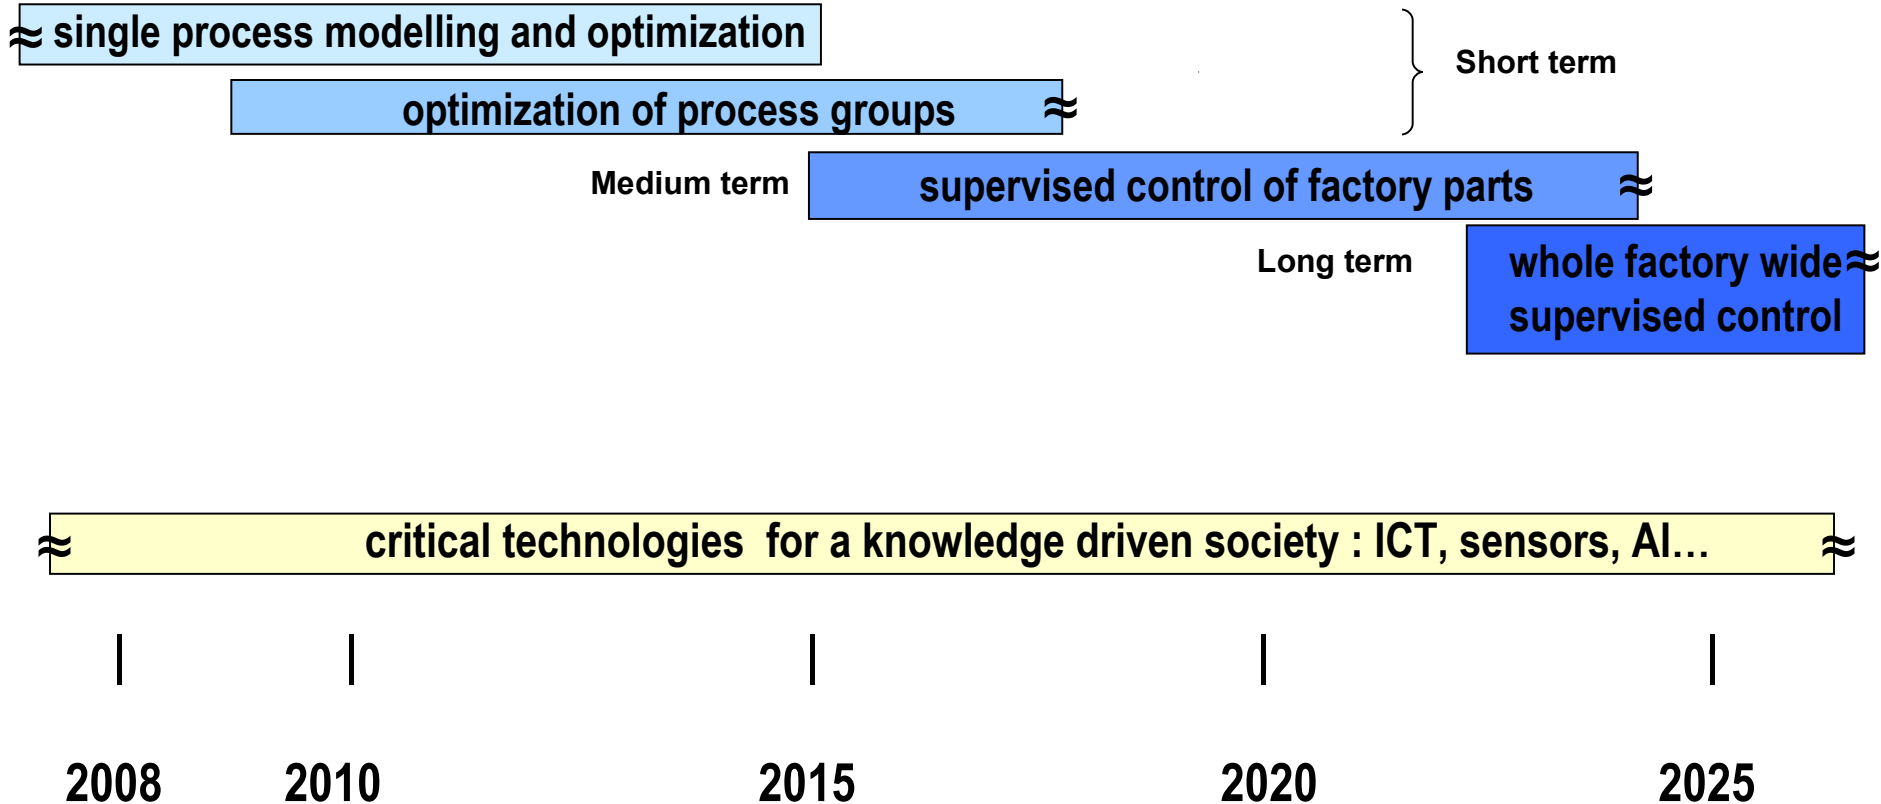 ≈ single process modelling and optimization
Short term
optimization of process groups ≈
Medium term
supervised control of factory parts ≈
Long term
whole factory wide ≈
supervised control
≈ critical technologies  for a knowledge driven society : ICT, sensors, AI... ≈
2008 2010 2015 2020 2025